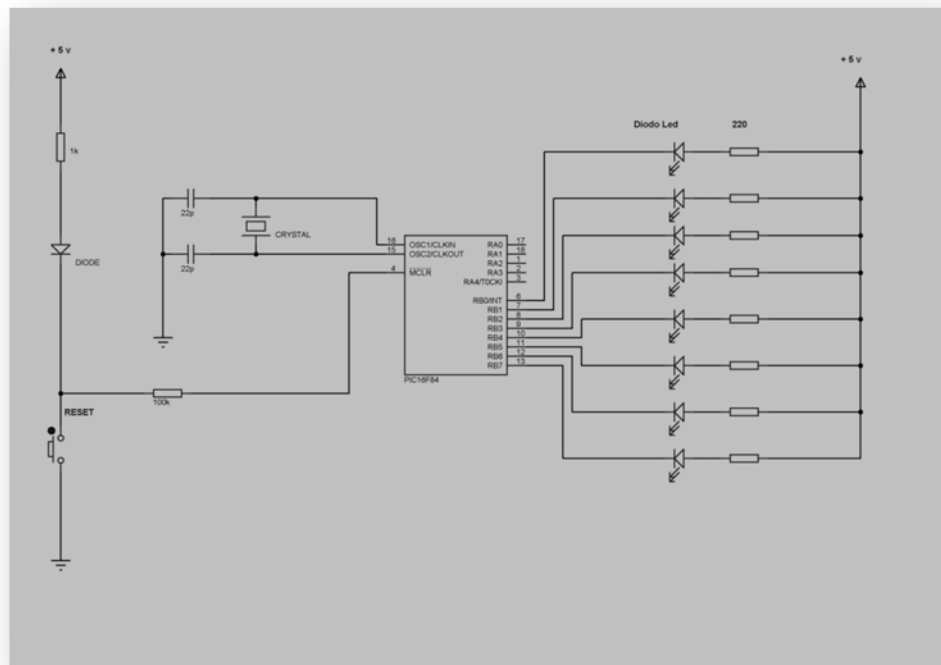 + 5 v
+ 5 v
Diodo Led
220
1k
22p
CRYSTAL
22p
DIODE
16
OSC1/CLKIN
15
OSC2/CLKOUT
4
MCLR
RA0
17
RA1
18
RA2
1
RA3
2
RA4/T0CKI
3
RB0/INT
6
RB1
7
RB2
8
RB3
9
RB4
10
RB5
11
RB6
12
RB7
13
PIC16F84
100k
RESET